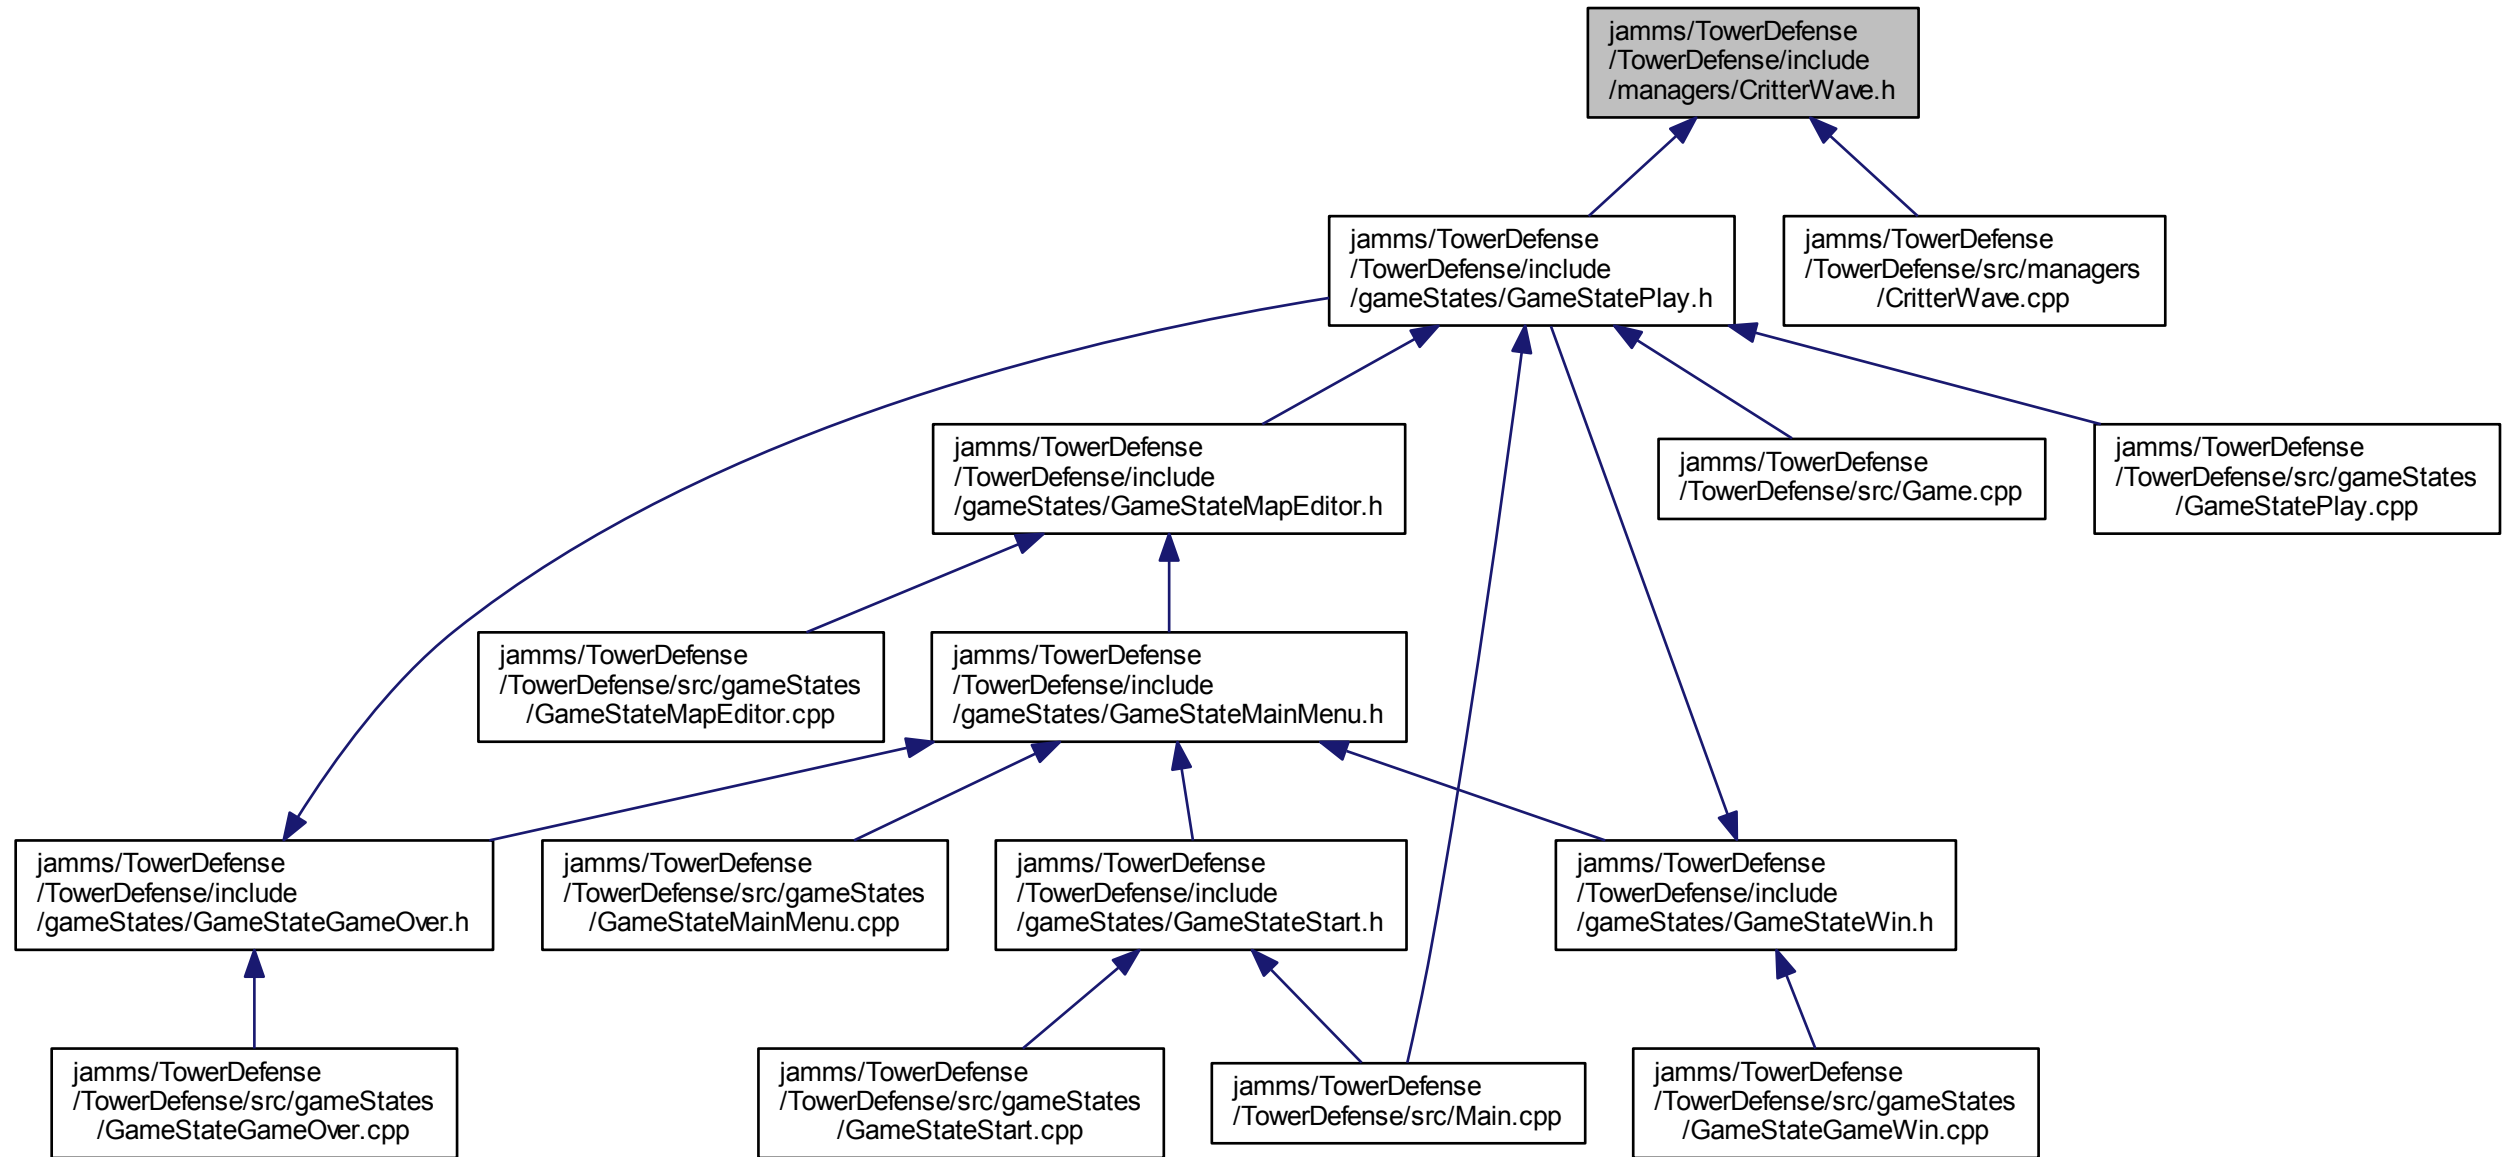 jamms/TowerDefense
/TowerDefense/include
/managers/CritterWave.h
jamms/TowerDefense
/TowerDefense/include
/gameStates/GameStatePlay.h
jamms/TowerDefense
/TowerDefense/src/managers
/CritterWave.cpp
jamms/TowerDefense
/TowerDefense/include
/gameStates/GameStateMapEditor.h
jamms/TowerDefense
/TowerDefense/src/Game.cpp
jamms/TowerDefense
/TowerDefense/src/gameStates
/GameStatePlay.cpp
jamms/TowerDefense
/TowerDefense/src/gameStates
/GameStateMapEditor.cpp
jamms/TowerDefense
/TowerDefense/include
/gameStates/GameStateMainMenu.h
jamms/TowerDefense
/TowerDefense/include
/gameStates/GameStateGameOver.h
jamms/TowerDefense
/TowerDefense/src/gameStates
/GameStateMainMenu.cpp
jamms/TowerDefense
/TowerDefense/include
/gameStates/GameStateStart.h
jamms/TowerDefense
/TowerDefense/include
/gameStates/GameStateWin.h
jamms/TowerDefense
/TowerDefense/src/gameStates
/GameStateGameOver.cpp
jamms/TowerDefense
/TowerDefense/src/gameStates
/GameStateStart.cpp
jamms/TowerDefense
/TowerDefense/src/Main.cpp
jamms/TowerDefense
/TowerDefense/src/gameStates
/GameStateGameWin.cpp